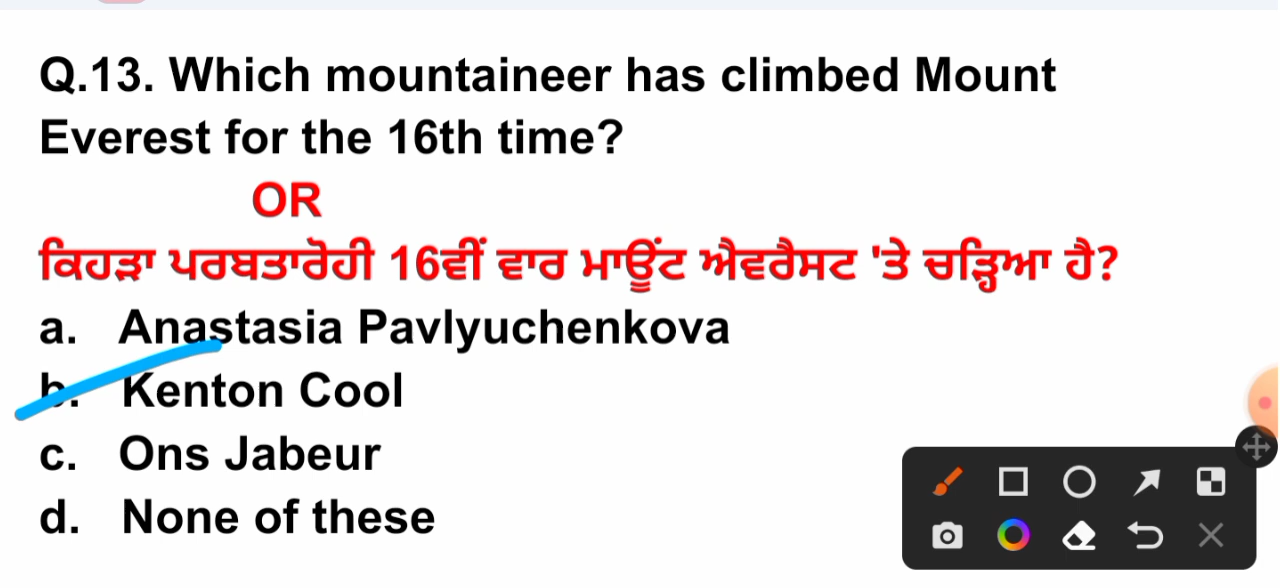 Q.13. Which mountaineer has climbed Mount
Everest for the 16th time?
OR
ਕਿਹੜਾ ਪਰਬਤਾਰੋਹੀ 16ਵੀਂ ਵਾਰ ਮਾਊਂਟ ਐਵਰੈਸਟ 'ਤੇ ਚੜ੍ਹਿਆ ਹੈ?
a. Anastasia Pavlyuchenkova
b. Kenton Cool
c. Ons Jabeur
d. None of these